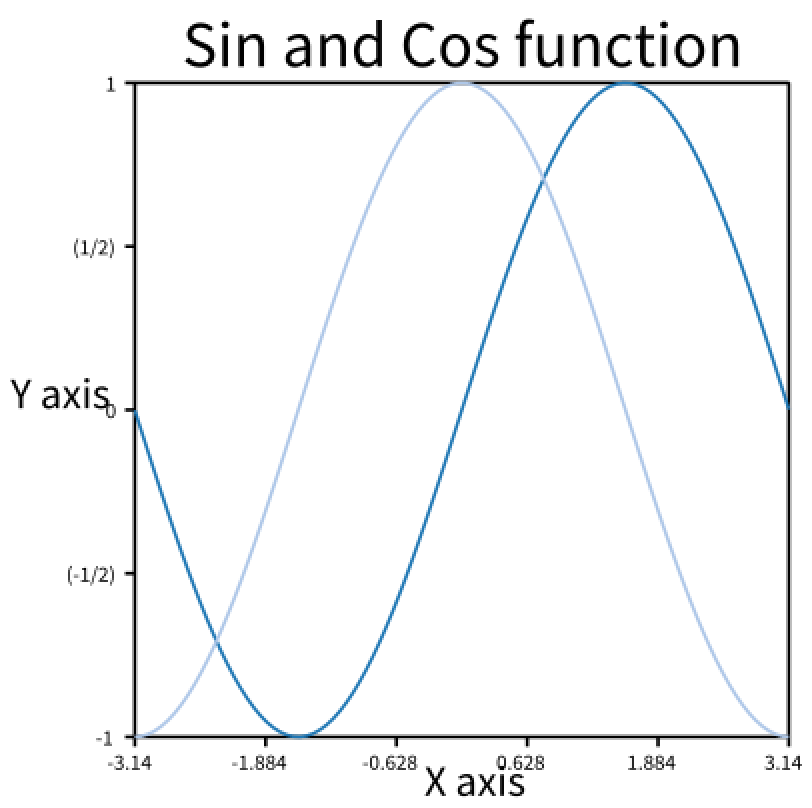 Sin and Cos function
1
(1/2)
Y axis
0
(-1/2)
-1
-3.14 -1.884 -0.628 0.628 1.884 3.14
X axis